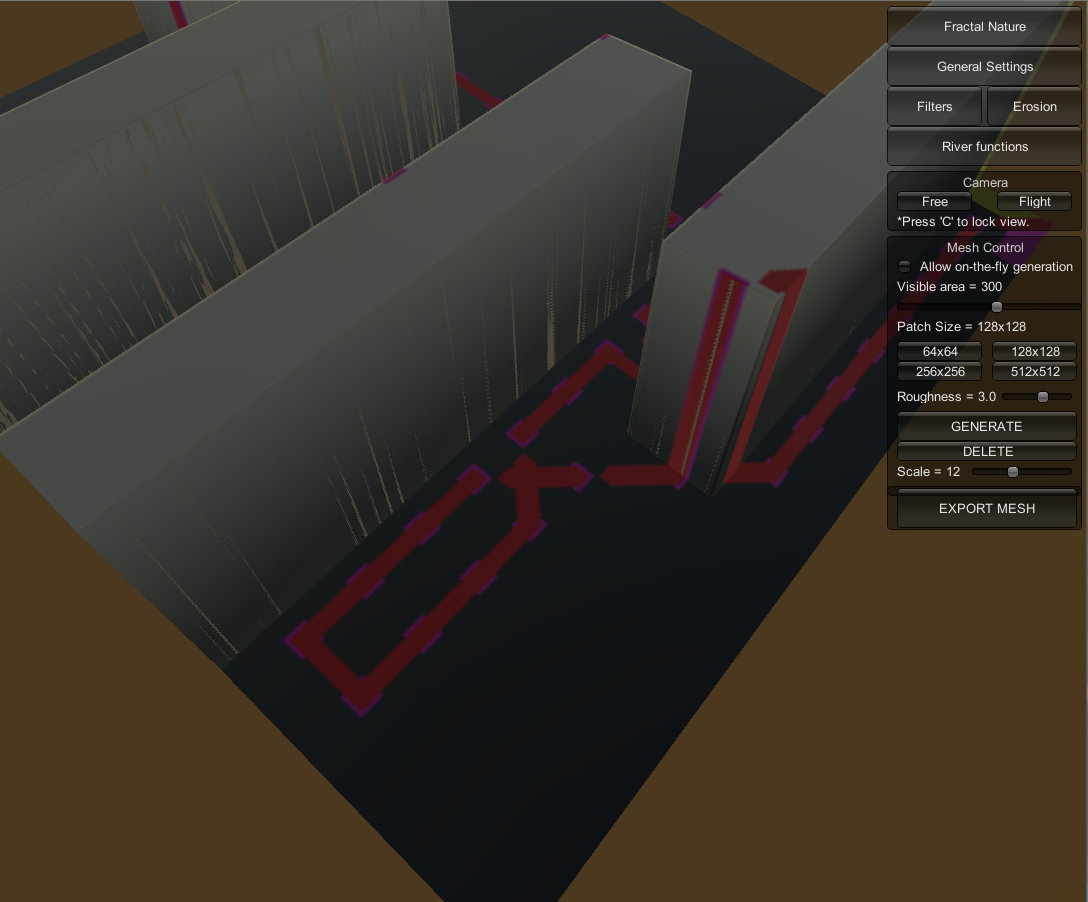 Fractal Nature
General Settings
Filters
Erosion
River functions
Camera
Free
Flight
*Press 'C' to lock view.
Mesh Control
Allow on-the-fly generation
Visible area = 300
Patch Size = 128x128
64x64
128x128
256x256
512x512
Roughness = 3.0
GENERATE
DELETE
Scale = 12
EXPORT MESH